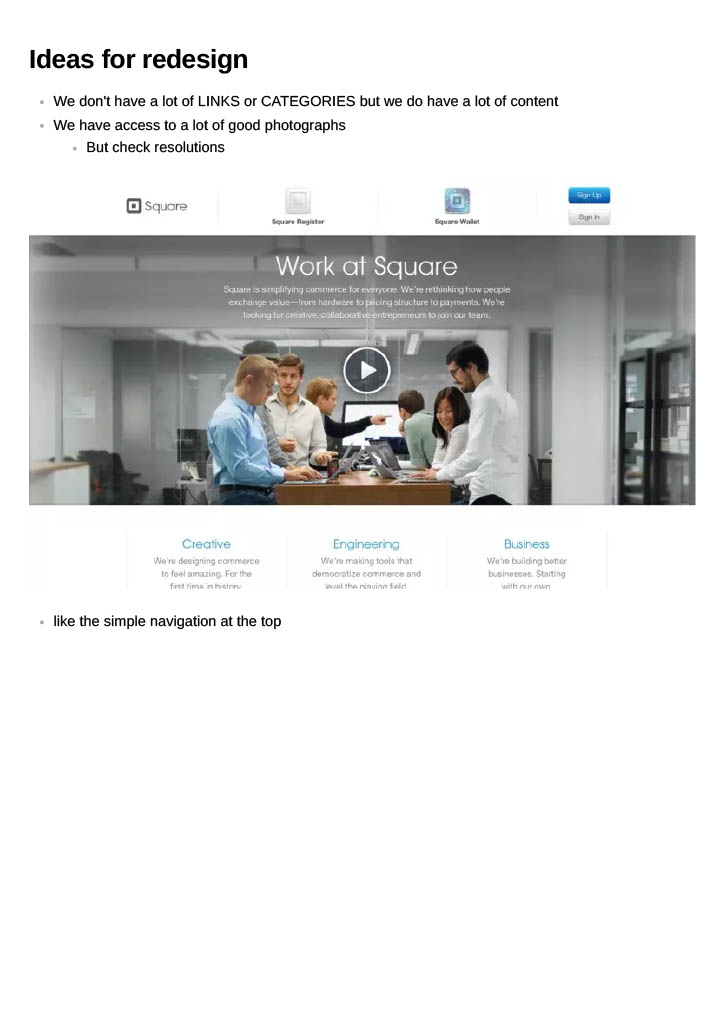 Ideas for redesign
We don't have a lot of LINKS or CATEGORIES but we do have a lot of content
We have access to a lot of good photographs
But check resolutions
Square
Square Register
Square Wallet
Sign Up
Sign In
Work at Square
Square is simplifying commerce for everyone. We're rethinking how people
exchange value—from hardware to pricing structure to payments. We're
looking for creative, collaborative entrepreneurs to join our team.
Creative
We're designing commerce
to feel amazing. For the
first time in history
Engineering
We're making tools that
democratize commerce and
level the playing field
Business
We're building better
businesses. Starting
with our own
like the simple navigation at the top